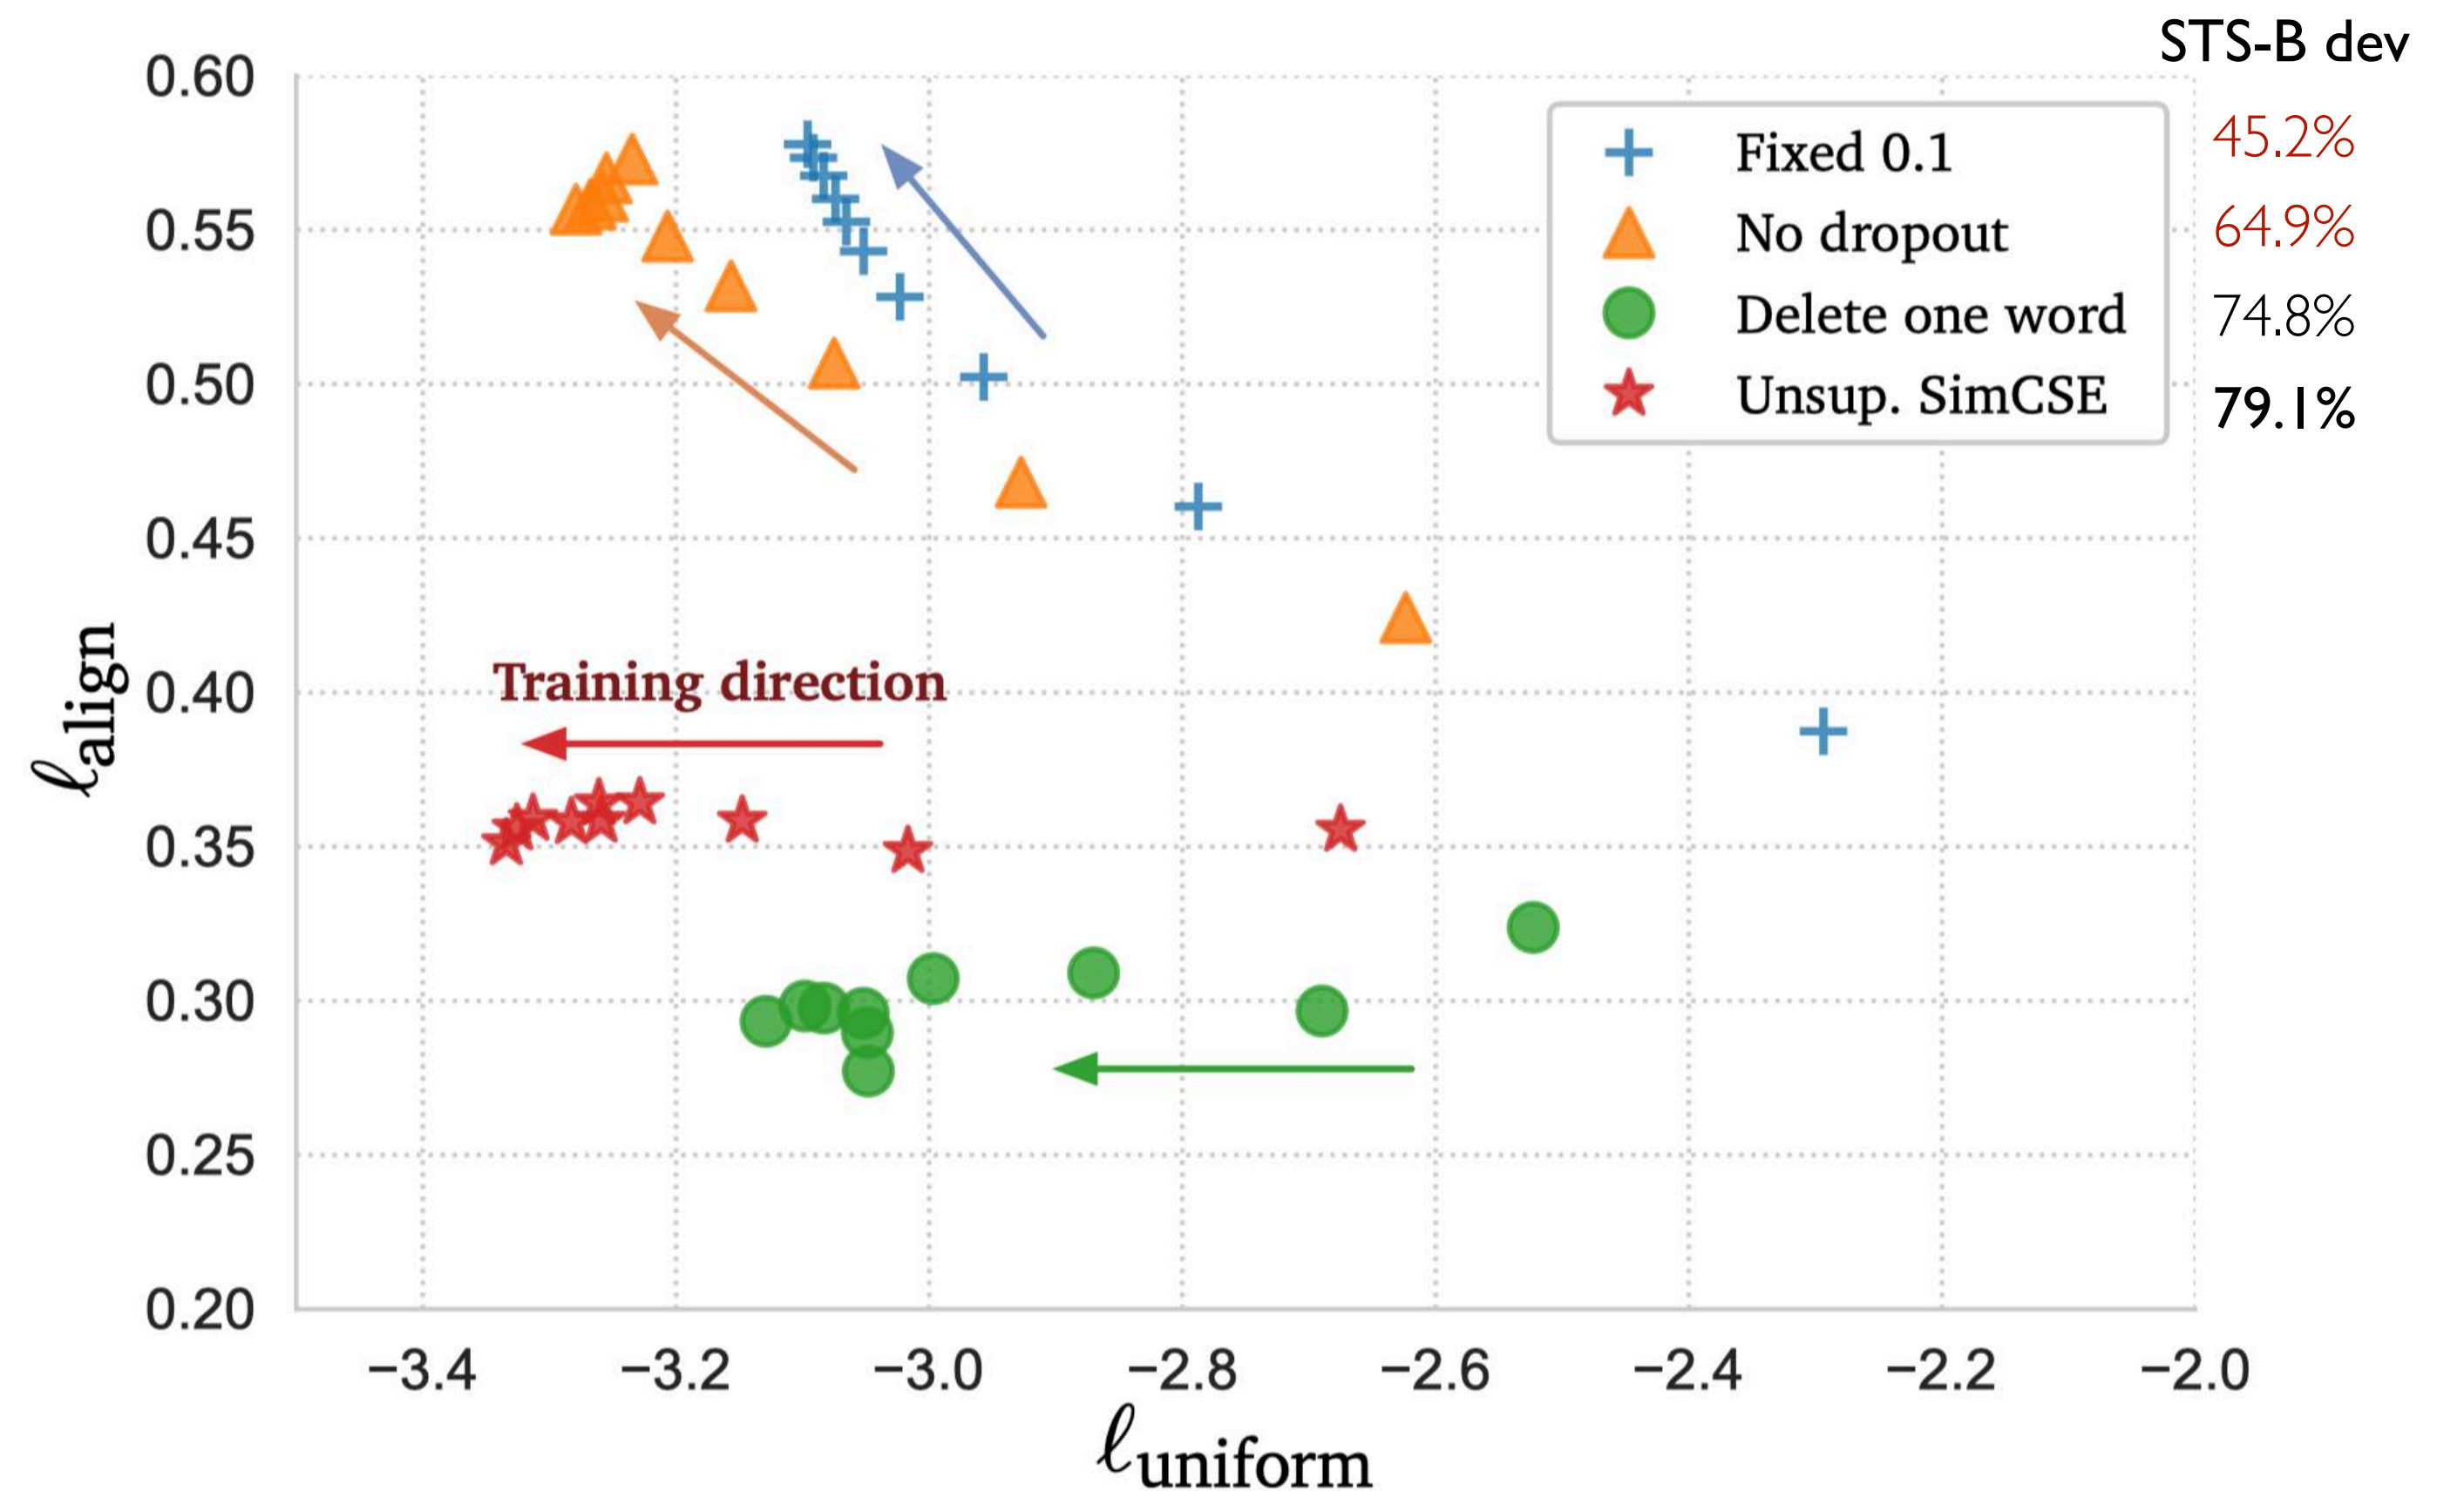 STS-B dev
0.60
0.55
0.50
0.45
0.40
0.35
0.30
0.25
0.20
ℓalign
Fixed 0.1 45.2%
No dropout 64.9%
Delete one word 74.8%
Unsup. SimCSE 79.1%
Training direction
−3.4 −3.2 −3.0 −2.8 −2.6 −2.4 −2.2 −2.0
ℓuniform